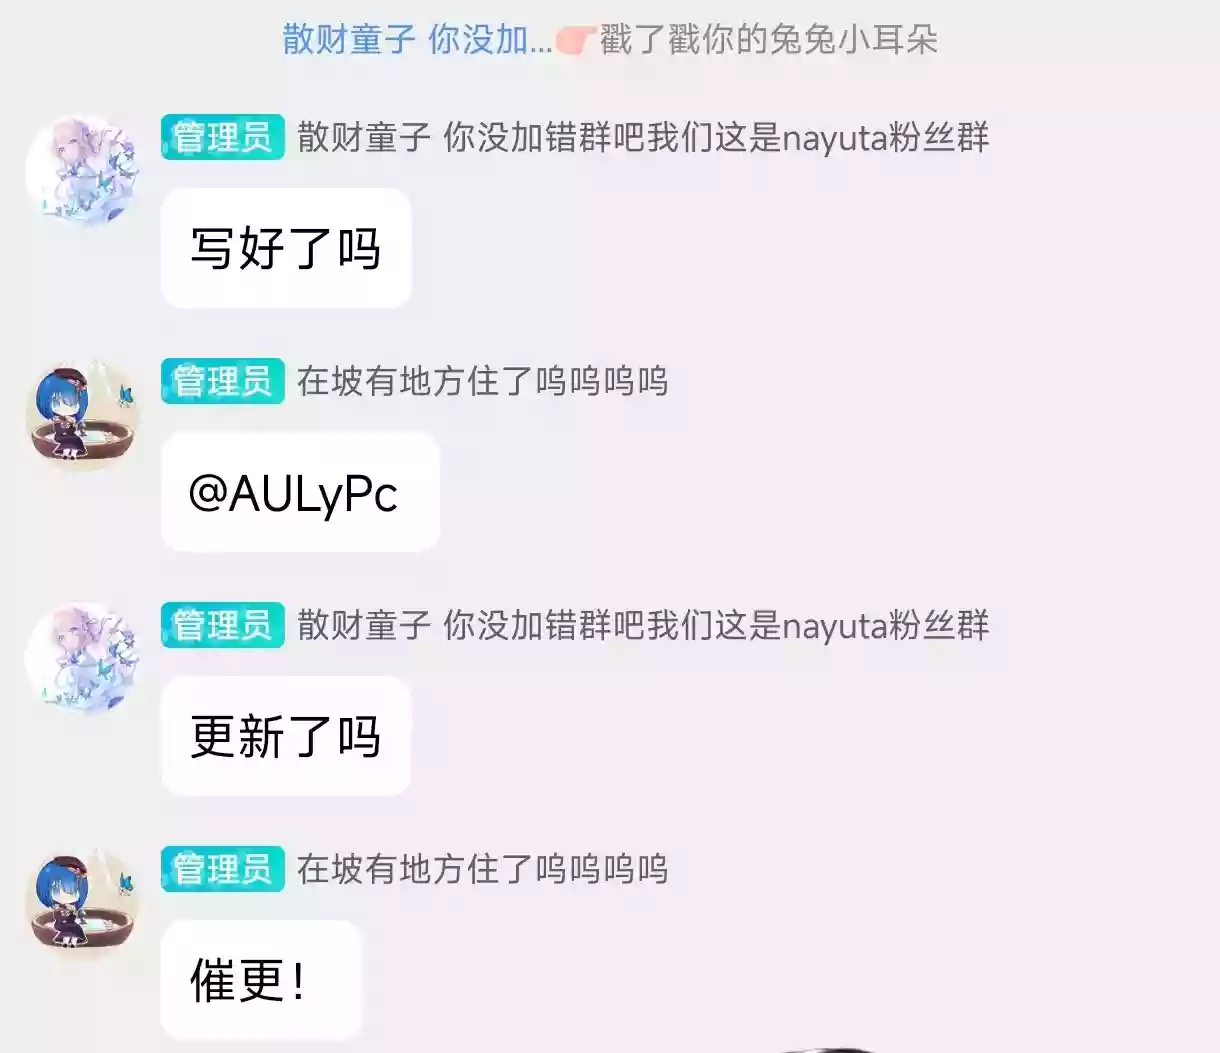 散财童子 你没加...👉戳了戳你的兔兔小耳朵
管理员 散财童子 你没加错群吧我们这是nayuta粉丝群
写好了吗
管理员 在坡有地方住了呜呜呜呜
@AULyPc
管理员 散财童子 你没加错群吧我们这是nayuta粉丝群
更新了吗
管理员 在坡有地方住了呜呜呜呜
催更!